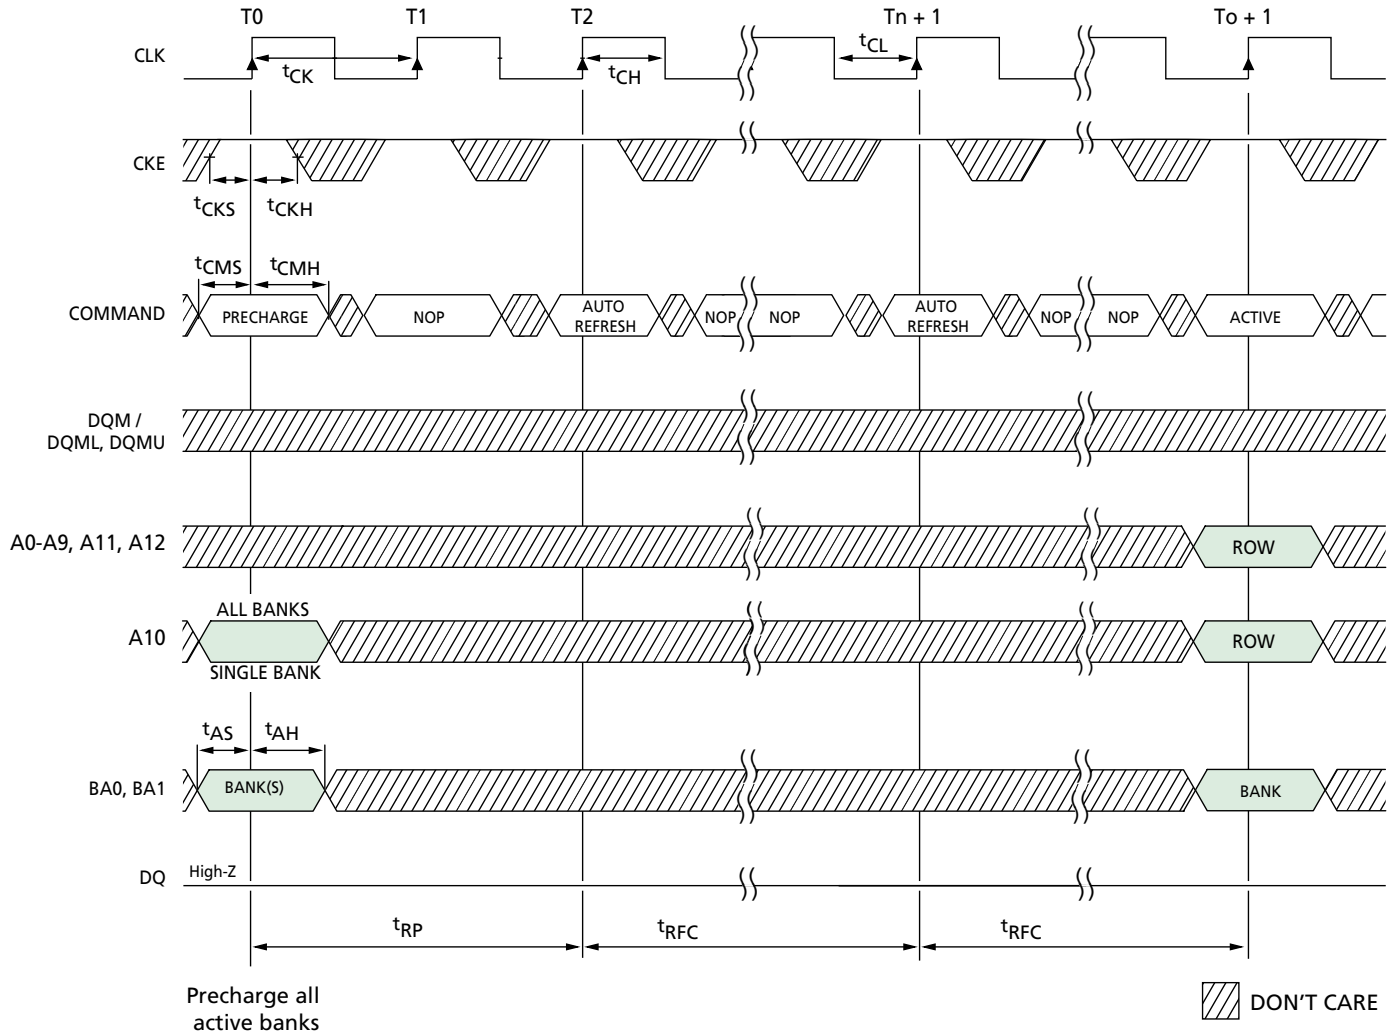 T0 T1 T2 Tn + 1 To + 1
CLK
tCK tCH tCL
CKE
tCKS tCKH
tCMS tCMH
COMMAND
PRECHARGE NOP AUTO REFRESH NOP NOP AUTO REFRESH NOP NOP ACTIVE
DQM /
DQML, DQMU
A0-A9, A11, A12
ROW
ALL BANKS
A10
ROW
SINGLE BANK
tAS tAH
BA0, BA1
BANK(S) BANK
DQ
High-Z
tRP tRFC tRFC
Precharge all
active banks
DON'T CARE